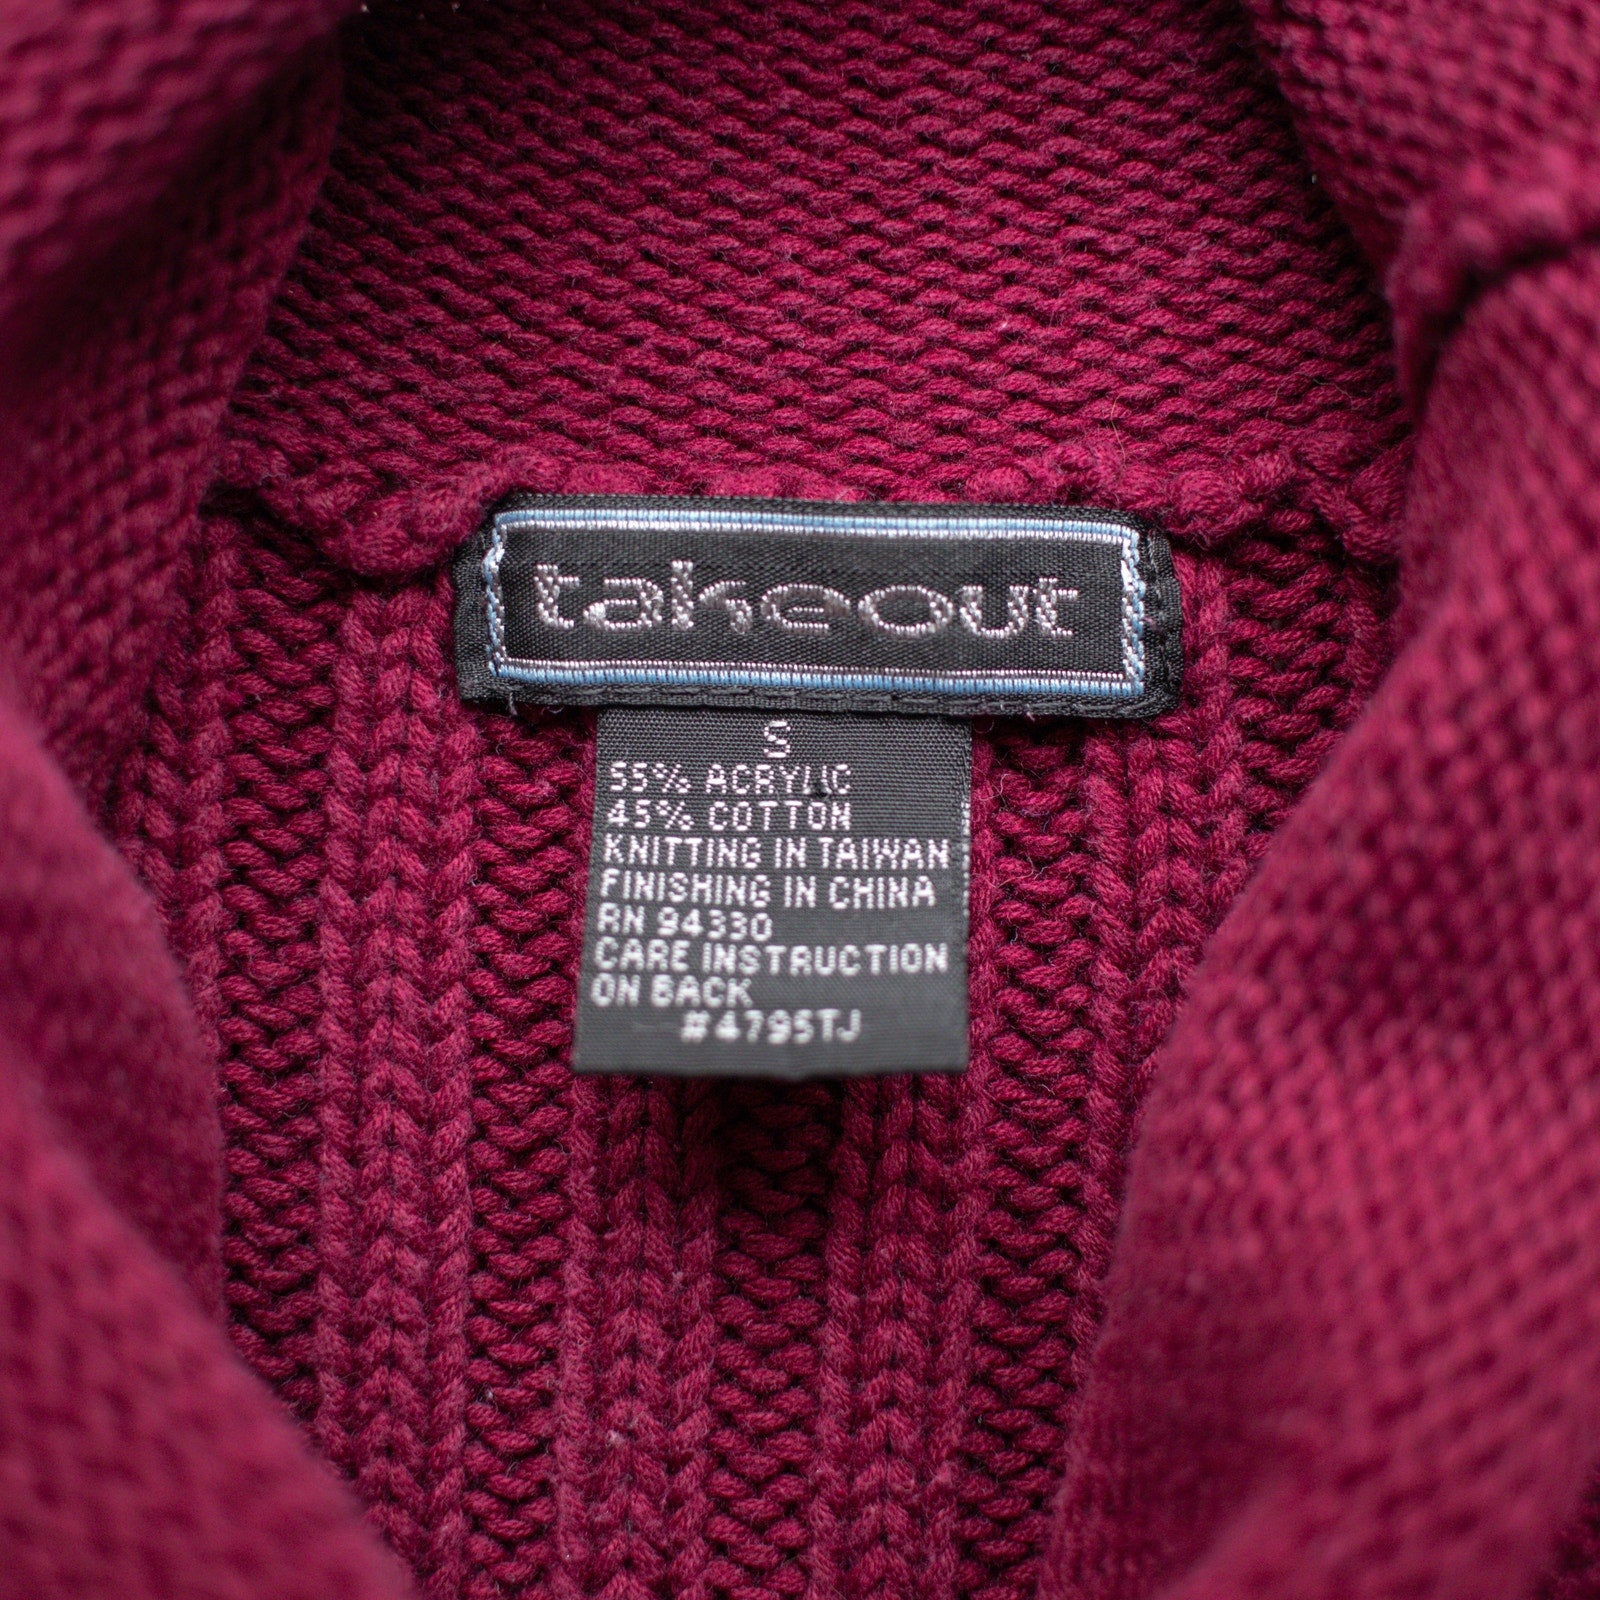 takeout
S
55% ACRYLIC
45% COTTON
KNITTING IN TAIWAN
FINISHING IN CHINA
RN 94330
CARE INSTRUCTION
ON BACK
#4795TJ